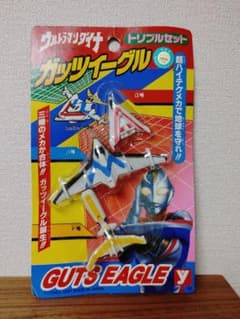 ウルトラマンダイナ
トリプルセット
ガッツイーグル
超ハイテクメカで地球を守れ!!
三機のメカが合体!! ガッツイーグル誕生!!
α号
GUTS EAGLE
y